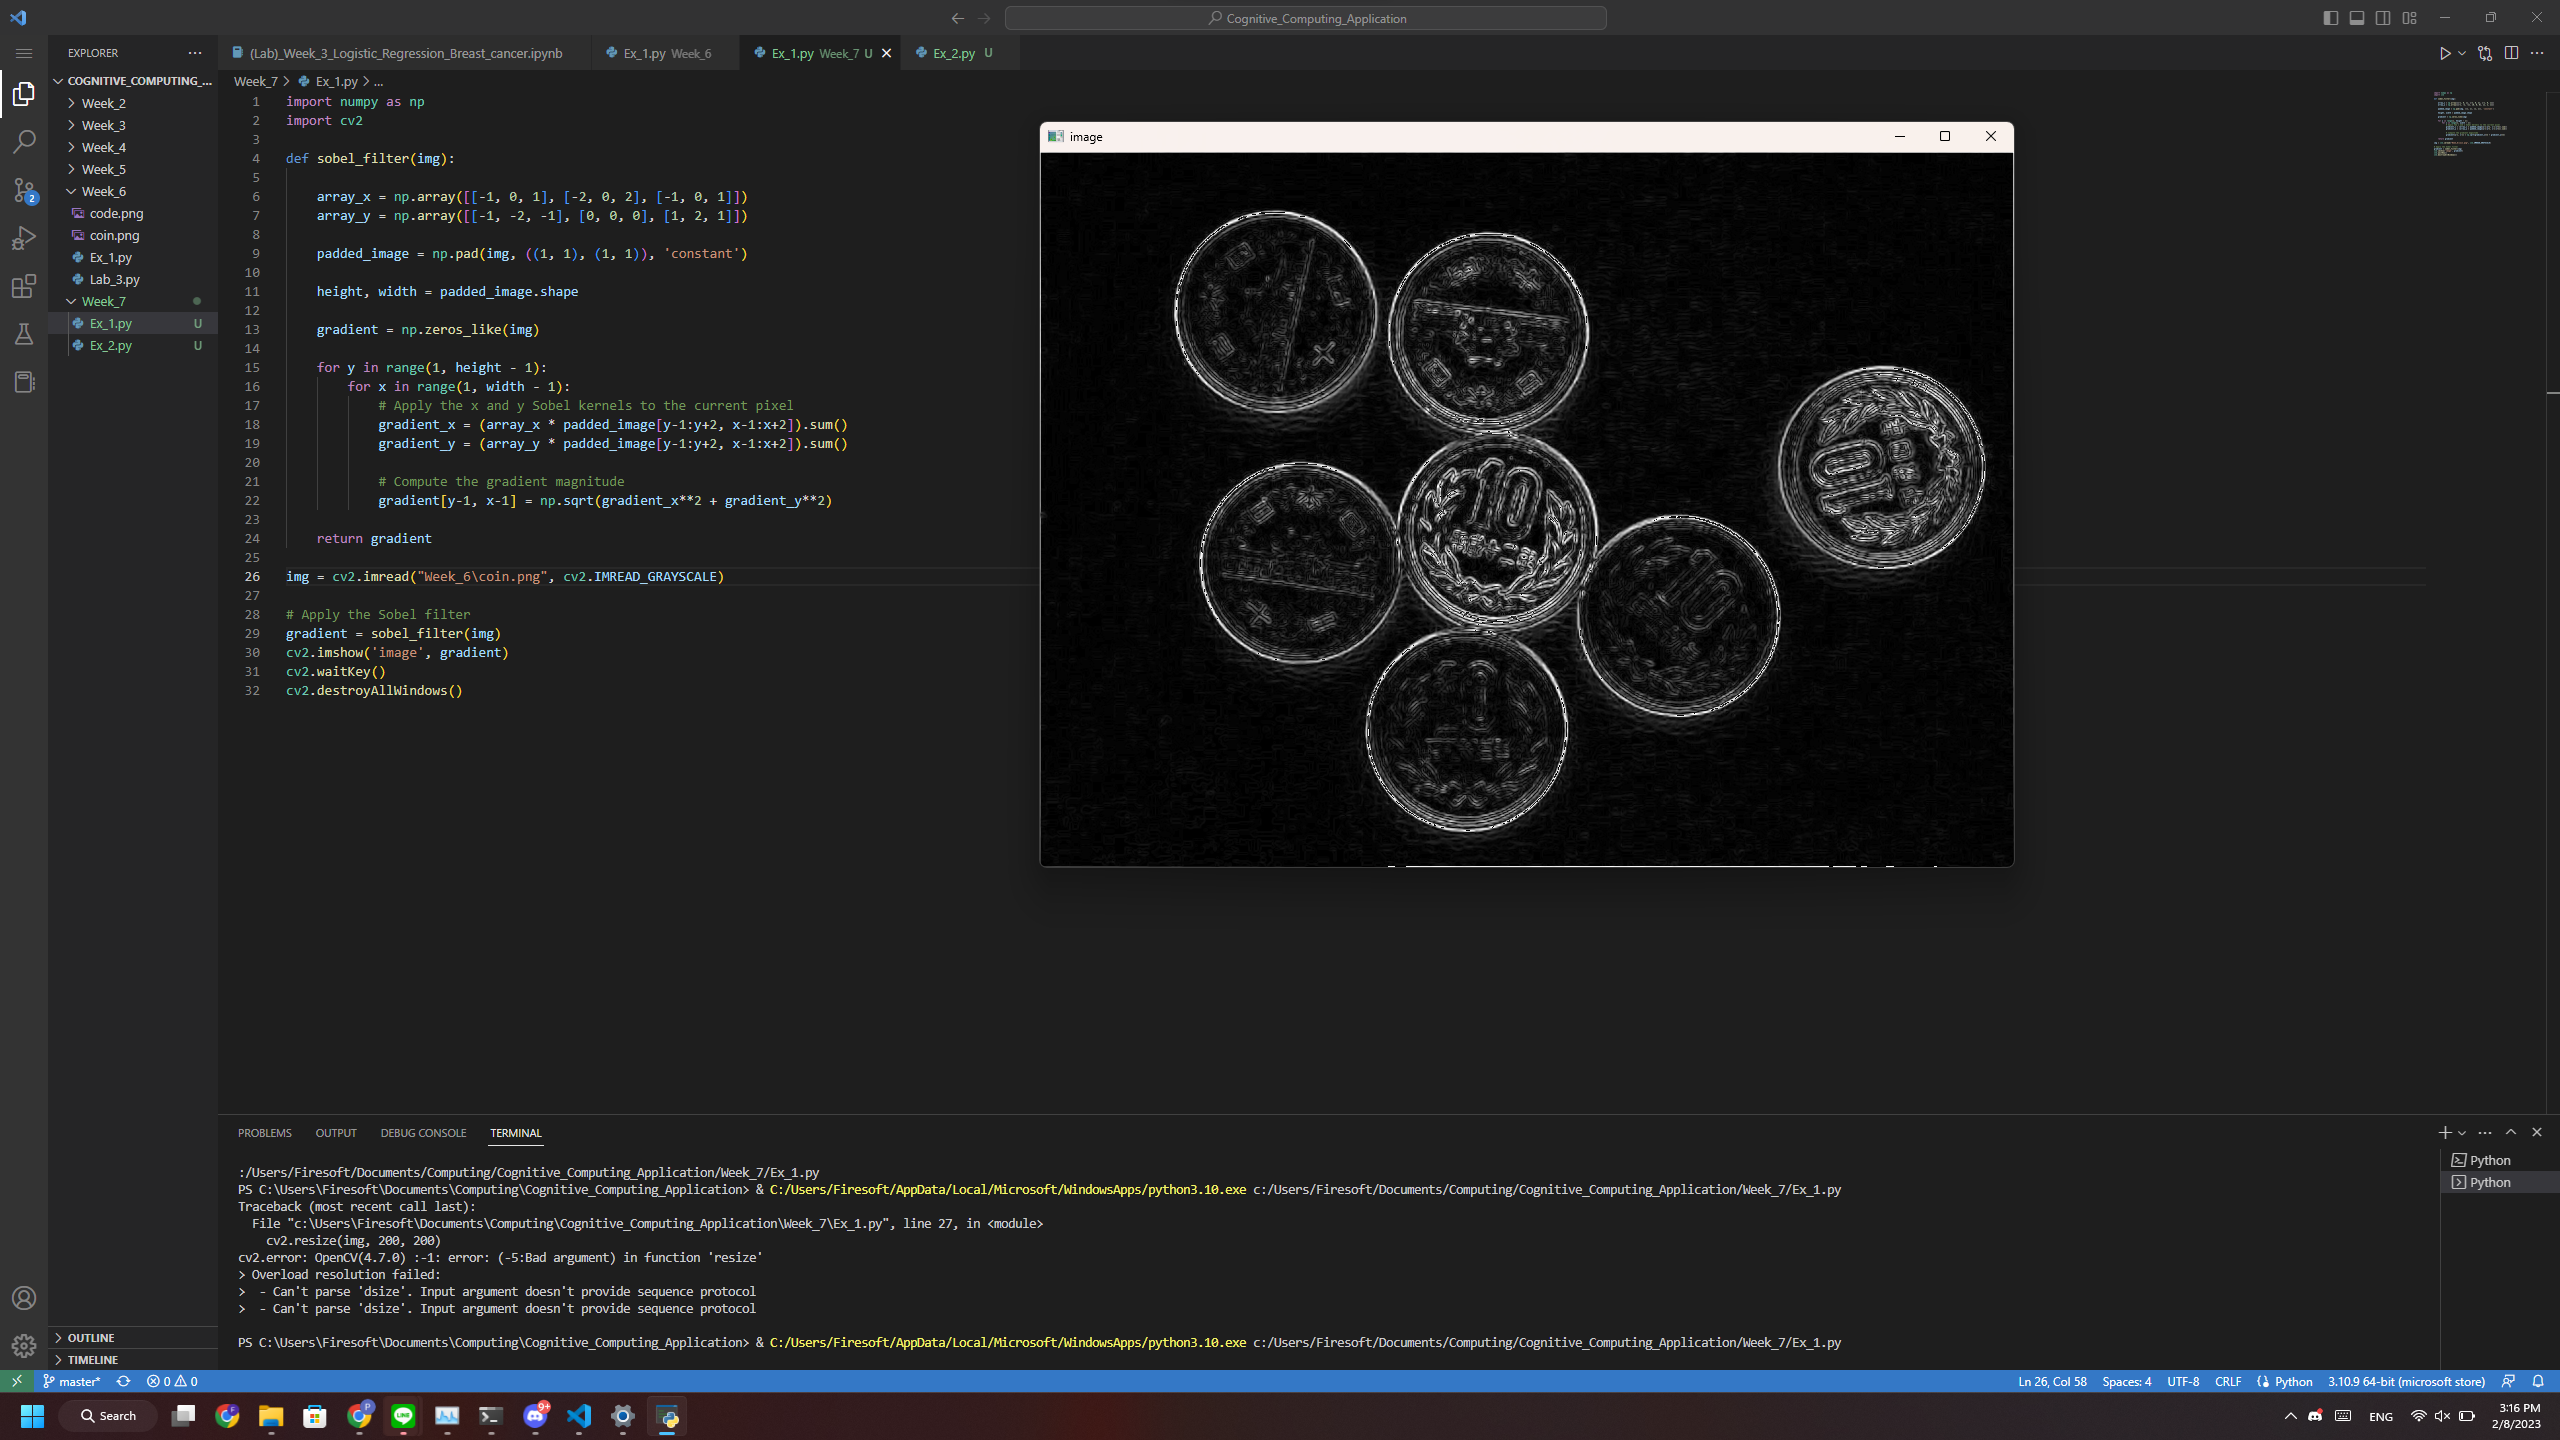 Cognitive_Computing_Application
EXPLORER
COGNITIVE_COMPUTING_...
Week_2
Week_3
Week_4
Week_5
Week_6
code.png
coin.png
Ex_1.py
Lab_3.py
Week_7
Ex_1.py U
Ex_2.py U
OUTLINE
TIMELINE
2
(Lab)_Week_3_Logistic_Regression_Breast_cancer.ipynb
Ex_1.py Week_6
Ex_1.py Week_7 U
Ex_2.py U
Week_7 > Ex_1.py > ...
1 import numpy as np
2 import cv2
3
4 def sobel_filter(img):
5
6 array_x = np.array([[-1, 0, 1], [-2, 0, 2], [-1, 0, 1]])
7 array_y = np.array([[-1, -2, -1], [0, 0, 0], [1, 2, 1]])
8
9 padded_image = np.pad(img, ((1, 1), (1, 1)), 'constant')
10
11 height, width = padded_image.shape
12
13 gradient = np.zeros_like(img)
14
15 for y in range(1, height - 1):
16 for x in range(1, width - 1):
17 # Apply the x and y Sobel kernels to the current pixel
18 gradient_x = (array_x * padded_image[y-1:y+2, x-1:x+2]).sum()
19 gradient_y = (array_y * padded_image[y-1:y+2, x-1:x+2]).sum()
20
21 # Compute the gradient magnitude
22 gradient[y-1, x-1] = np.sqrt(gradient_x**2 + gradient_y**2)
23
24 return gradient
25
26 img = cv2.imread("Week_6\coin.png", cv2.IMREAD_GRAYSCALE)
27
28 # Apply the Sobel filter
29 gradient = sobel_filter(img)
30 cv2.imshow('image', gradient)
31 cv2.waitKey()
32 cv2.destroyAllWindows()
image
10
10
10
1
PROBLEMS OUTPUT DEBUG CONSOLE TERMINAL
:/Users/Firesoft/Documents/Computing/Cognitive_Computing_Application/Week_7/Ex_1.py
PS C:\Users\Firesoft\Documents\Computing\Cognitive_Computing_Application> & C:/Users/Firesoft/AppData/Local/Microsoft/WindowsApps/python3.10.exe c:/Users/Firesoft/Documents/Computing/Cognitive_Computing_Application/Week_7/Ex_1.py
Traceback (most recent call last):
File "c:\Users\Firesoft\Documents\Computing\Cognitive_Computing_Application\Week_7\Ex_1.py", line 27, in <module>
cv2.resize(img, 200, 200)
cv2.error: OpenCV(4.7.0) :-1: error: (-5:Bad argument) in function 'resize'
> Overload resolution failed:
>  - Can't parse 'dsize'. Input argument doesn't provide sequence protocol
>  - Can't parse 'dsize'. Input argument doesn't provide sequence protocol
PS C:\Users\Firesoft\Documents\Computing\Cognitive_Computing_Application> & C:/Users/Firesoft/AppData/Local/Microsoft/WindowsApps/python3.10.exe c:/Users/Firesoft/Documents/Computing/Cognitive_Computing_Application/Week_7/Ex_1.py
Python
Python
master* 0 0
Ln 26, Col 58 Spaces: 4 UTF-8 CRLF Python 3.10.9 64-bit (microsoft store)
Search
F
P
LINE
9+
ENG
3:16 PM
2/8/2023